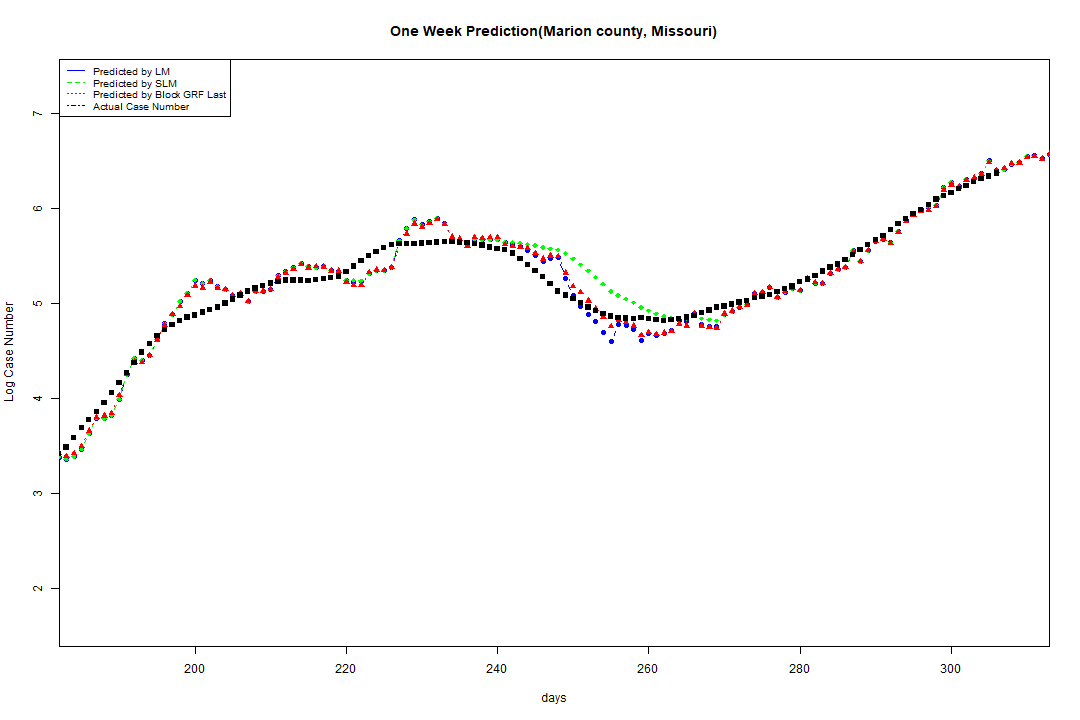 One Week Prediction(Marion county, Missouri)
Predicted by LM
Predicted by SLM
Predicted by Block GRF Last
Actual Case Number
7
6
5
4
3
2
Log Case Number
200 220 240 260 280 300
days